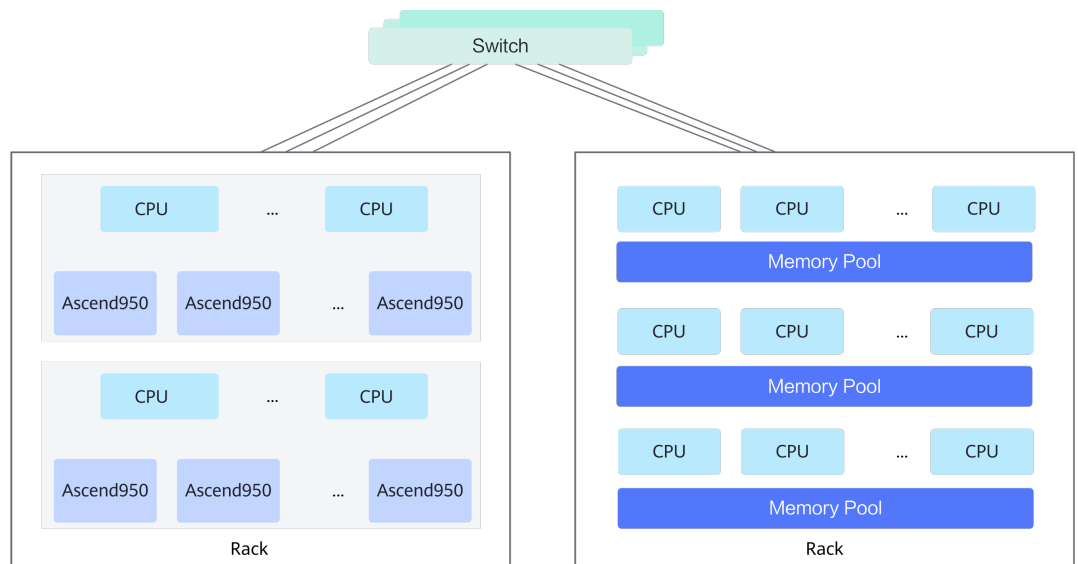 Switch
CPU ... CPU
Ascend950 Ascend950 ... Ascend950
CPU ... CPU
Ascend950 Ascend950 ... Ascend950
Rack
CPU CPU ... CPU
Memory Pool
CPU CPU ... CPU
Memory Pool
CPU CPU ... CPU
Memory Pool
Rack